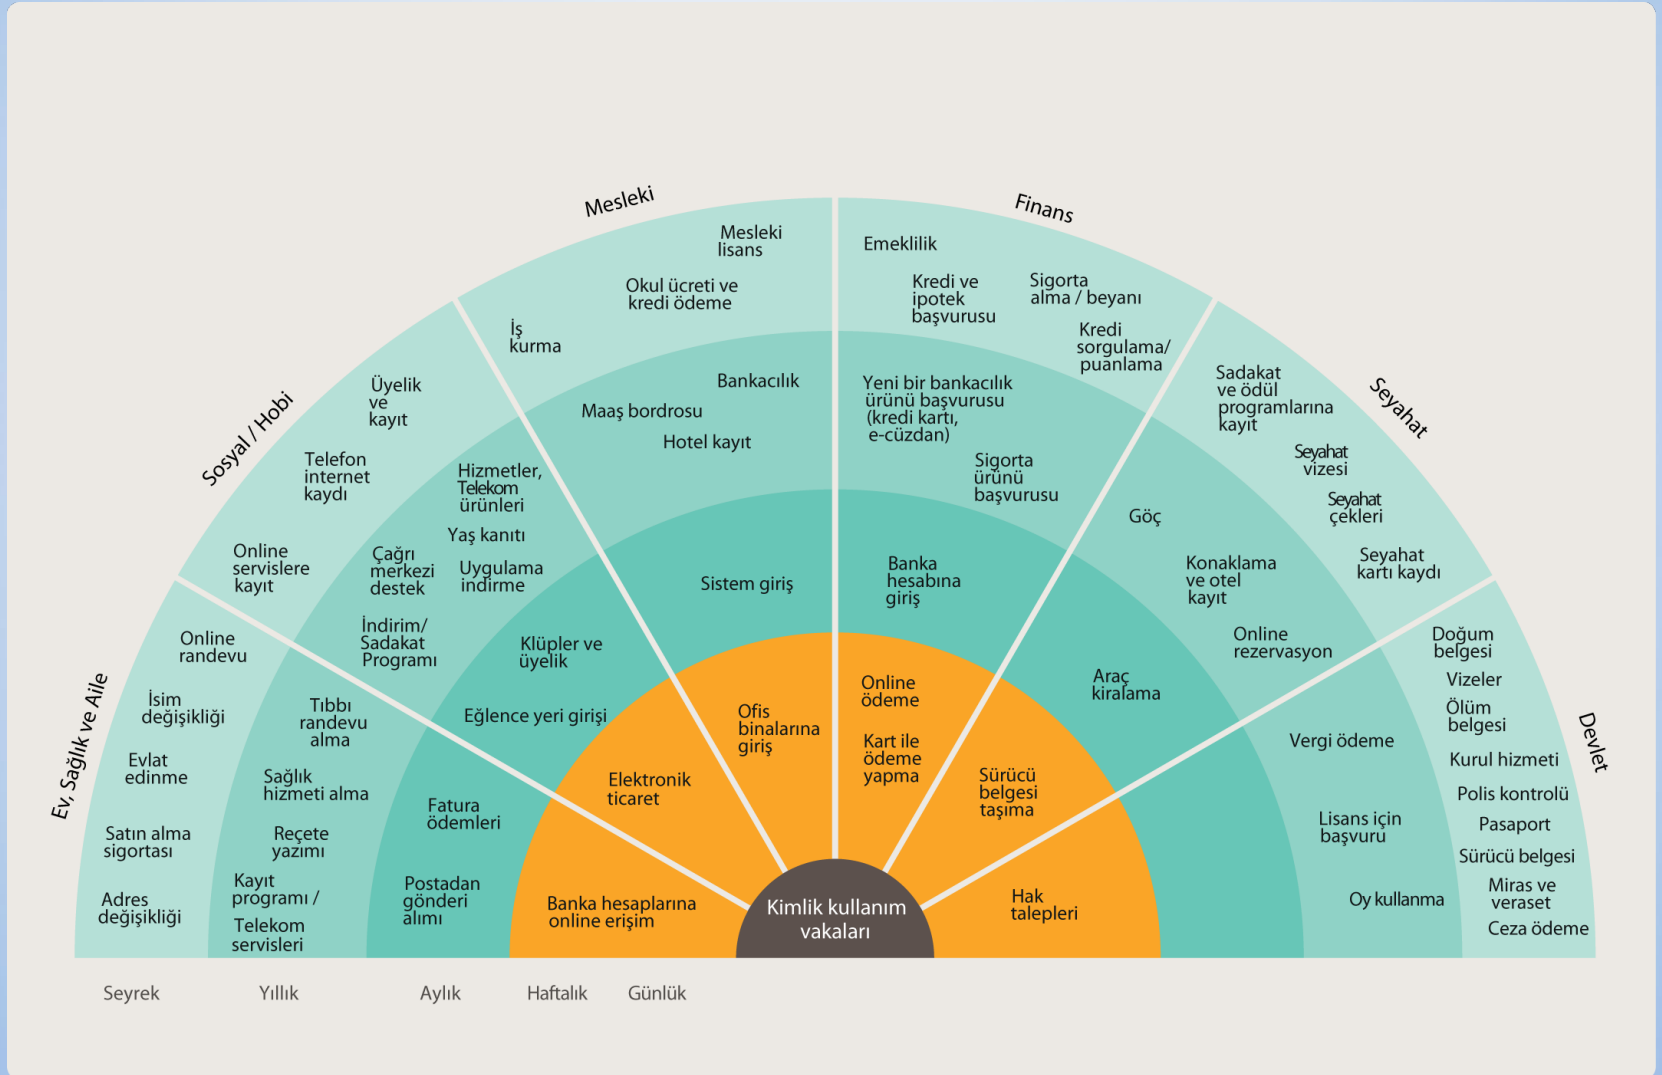 Mesleki
Finans
Sosyal / Hobi
Seyahat
Ev, Sağlık ve Aile
Devlet
Mesleki
lisans
Okul ücreti ve
kredi ödeme
İş
kurma
Bankacılık
Maaş bordrosu
Hotel kayıt
Sistem giriş
Ofis
binalarına
giriş
Emeklilik
Kredi ve
ipotek
başvurusu
Sigorta
alma / beyanı
Kredi
sorgulama/
puanlama
Yeni bir bankacılık
ürünü başvurusu
(kredi kartı,
e-cüzdan)
Sigorta
ürünü
başvurusu
Banka
hesabına
giriş
Online
ödeme
Kart ile
ödeme
yapma
Üyelik
ve
kayıt
Telefon
internet
kaydı
Online
servislere
kayıt
Hizmetler,
Telekom
ürünleri
Yaş kanıtı
Çağrı
merkezi
destek
Uygulama
indirme
İndirim/
Sadakat
Programı
Klüpler ve
üyelik
Eğlence yeri girişi
Elektronik
ticaret
Sadakat
ve ödül
programlarına
kayıt
Seyahat
vizesi
Seyahat
çekleri
Seyahat
kartı kaydı
Göç
Konaklama
ve otel
kayıt
Online
rezervasyon
Araç
kiralama
Sürücü
belgesi
taşıma
Online
randevu
İsim
değişikliği
Evlat
edinme
Satın alma
sigortası
Adres
değişikliği
Tıbbı
randevu
alma
Sağlık
hizmeti alma
Reçete
yazımı
Kayıt
programı /
Telekom
servisleri
Fatura
ödemleri
Postadan
gönderi
alımı
Banka hesaplarına
online erişim
Doğum
belgesi
Vizeler
Ölüm
belgesi
Kurul hizmeti
Polis kontrolü
Pasaport
Sürücü belgesi
Miras ve
veraset
Ceza ödeme
Vergi ödeme
Lisans için
başvuru
Oy kullanma
Hak
talepleri
Kimlik kullanım
vakaları
Seyrek
Yıllık
Aylık
Haftalık
Günlük